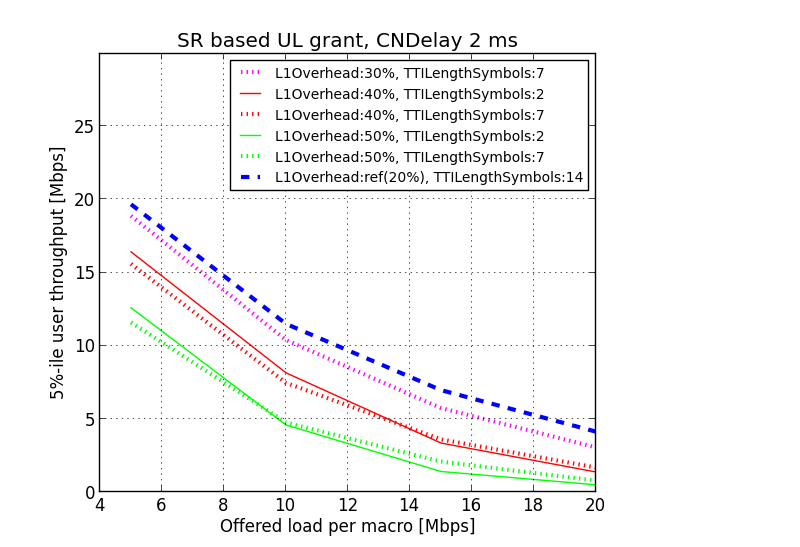 SR based UL grant, CNDelay 2 ms
L1Overhead:30%, TTILengthSymbols:7
L1Overhead:40%, TTILengthSymbols:2
L1Overhead:40%, TTILengthSymbols:7
L1Overhead:50%, TTILengthSymbols:2
L1Overhead:50%, TTILengthSymbols:7
L1Overhead:ref(20%), TTILengthSymbols:14
5%-ile user throughput [Mbps]
25
20
15
10
5
0
4 6 8 10 12 14 16 18 20
Offered load per macro [Mbps]